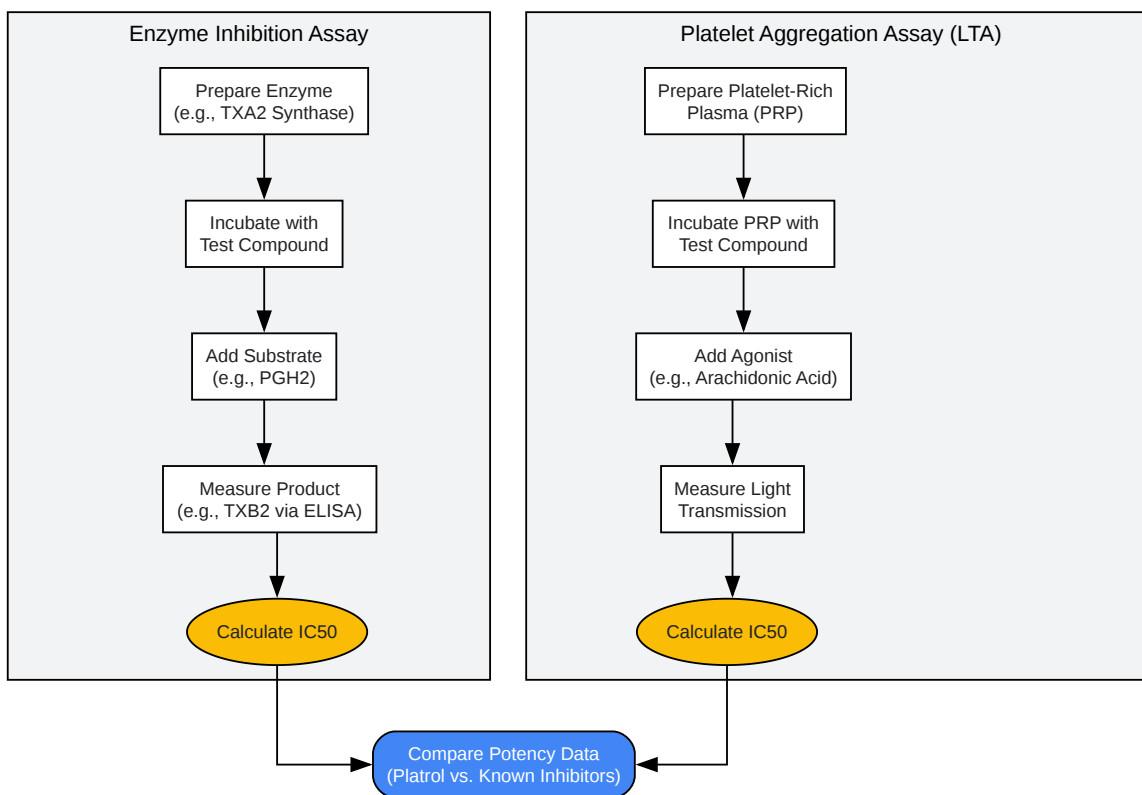 Enzyme Inhibition Assay
Prepare Enzyme
(e.g., TXA2 Synthase)
Incubate with
Test Compound
Add Substrate
(e.g., PGH2)
Measure Product
(e.g., TXB2 via ELISA)
Calculate IC50
Platelet Aggregation Assay (LTA)
Prepare Platelet-Rich
Plasma (PRP)
Incubate PRP with
Test Compound
Add Agonist
(e.g., Arachidonic Acid)
Measure Light
Transmission
Calculate IC50
Compare Potency Data
(Platrol vs. Known Inhibitors)